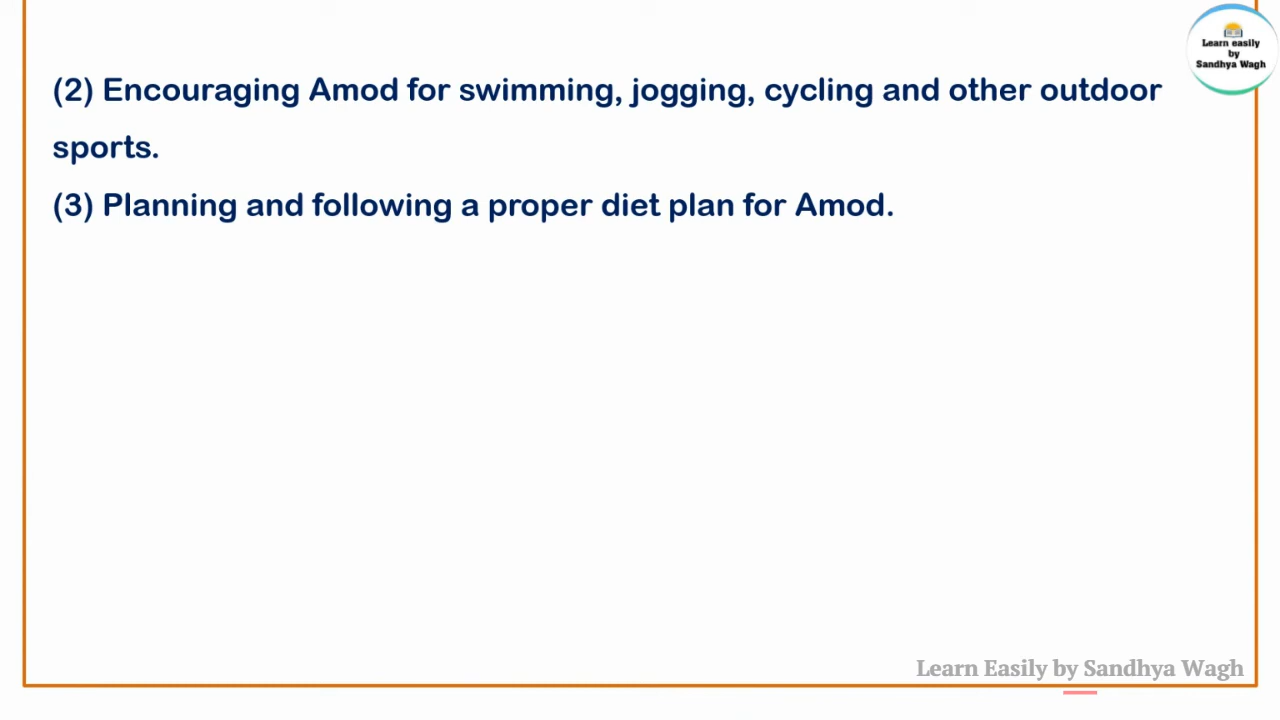 Learn easily
by
Sandhya Wagh
(2) Encouraging Amod for swimming, jogging, cycling and other outdoor
sports.
(3) Planning and following a proper diet plan for Amod.
Learn Easily by Sandhya Wagh